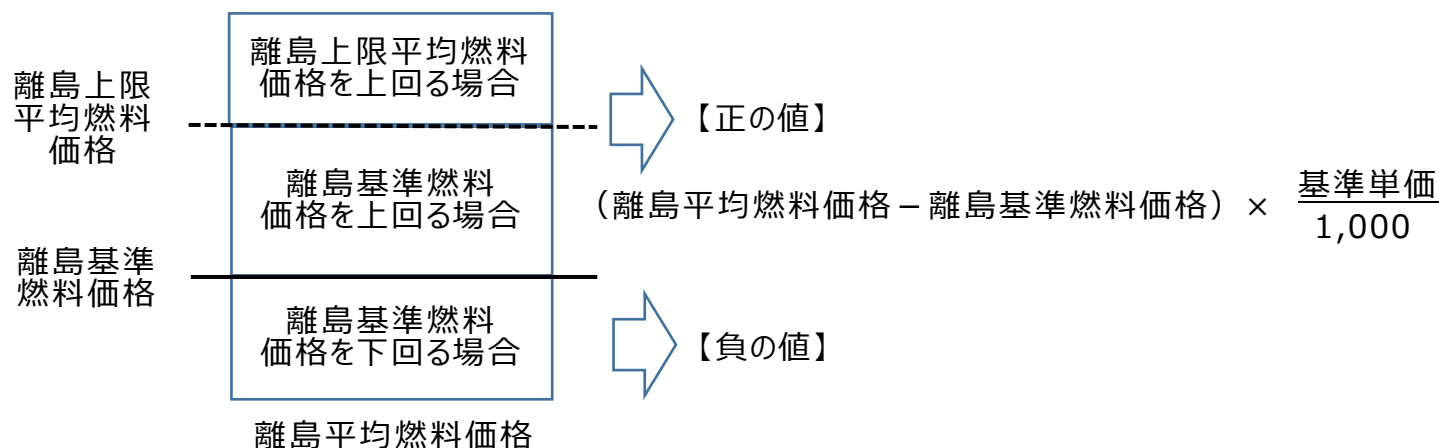 離島上限平均燃料
価格を上回る場合
離島上限
平均燃料
価格
【正の値】
離島基準燃料
価格を上回る場合
（離島平均燃料価格－離島基準燃料価格）× 基準単価
1,000
離島基準
燃料価格
離島基準燃料
価格を下回る場合
【負の値】
離島平均燃料価格